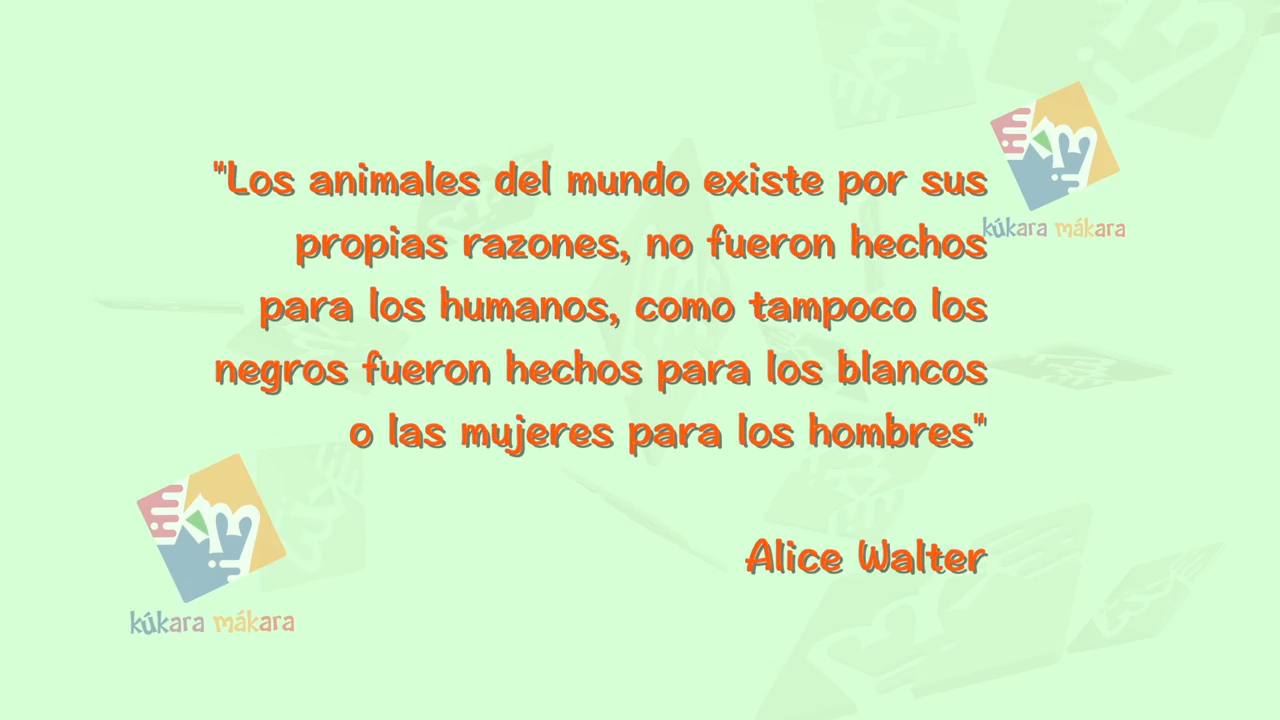 "Los animales del mundo existe por sus
propias razones, no fueron hechos
para los humanos, como tampoco los
negros fueron hechos para los blancos
o las mujeres para los hombres"
Alice Walter
kúkara mákara
kúkara mákara